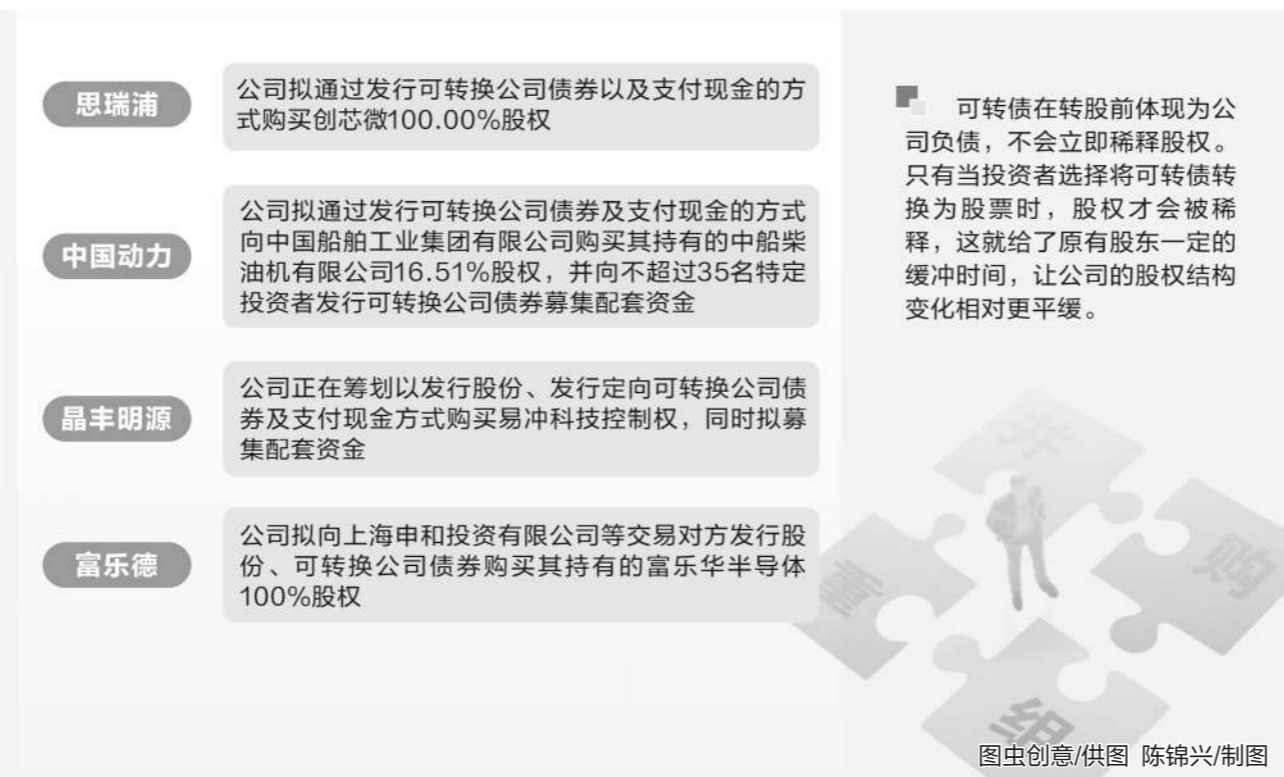 思瑞浦
公司拟通过发行可转换公司债券以及支付现金的方
式购买创芯微100.00%股权
中国动力
公司拟通过发行可转换公司债券及支付现金的方式
向中国船舶工业集团有限公司购买其持有的中船柴
油机有限公司16.51%股权，并向不超过35名特定
投资者发行可转换公司债券募集配套资金
晶丰明源
公司正在筹划以发行股份、发行定向可转换公司债
券及支付现金方式购买易冲科技控制权，同时拟募
集配套资金
富乐德
公司拟向上海申和投资有限公司等交易对方发行股
份、可转换公司债券购买其持有的富乐华半导体
100%股权
可转债在转股前体现为公
司负债，不会立即稀释股权。
只有当投资者选择将可转债转
换为股票时，股权才会被稀
释，这就给了原有股东一定的
缓冲时间，让公司的股权结构
变化相对更平缓。
并
购
重
组
图虫创意/供图 陈锦兴/制图